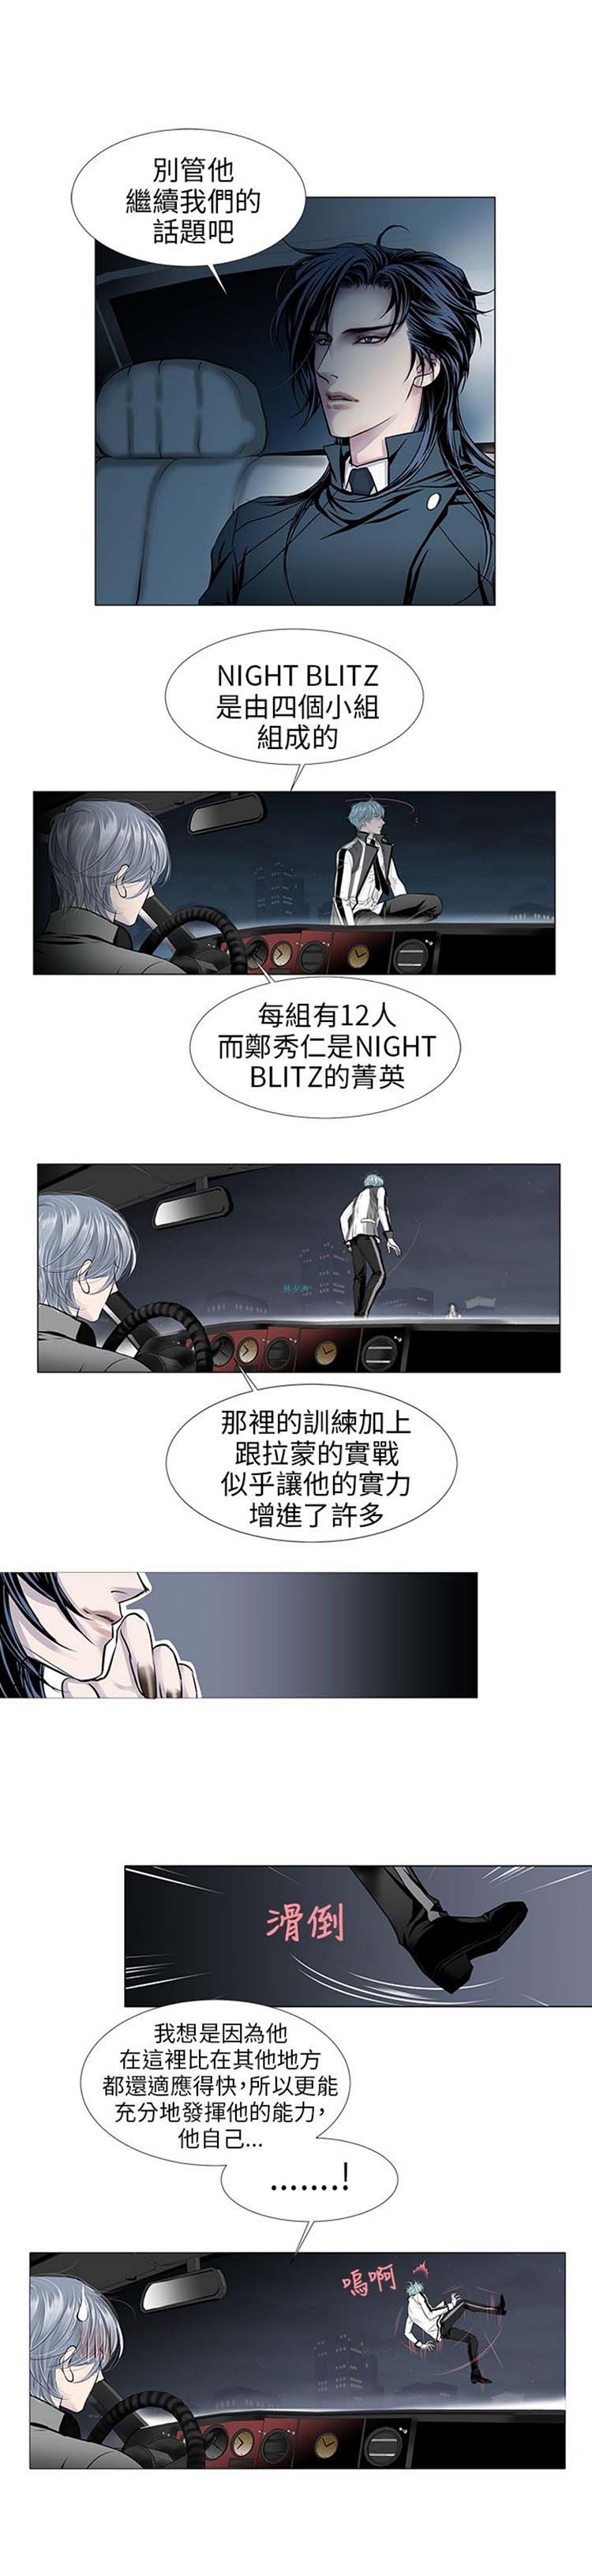 別管他
繼續我們的
話題吧
NIGHT BLITZ
是由四個小組
組成的
每組有12人
而鄭秀仁是NIGHT
BLITZ的菁英
那裡的訓練加上
跟拉蒙的實戰
似乎讓他的實力
增進了許多
滑倒
我想是因為他
在這裡比在其他地方
都還適應得快，所以更能
充分地發揮他的能力，
他自己...
........!
嗚啊